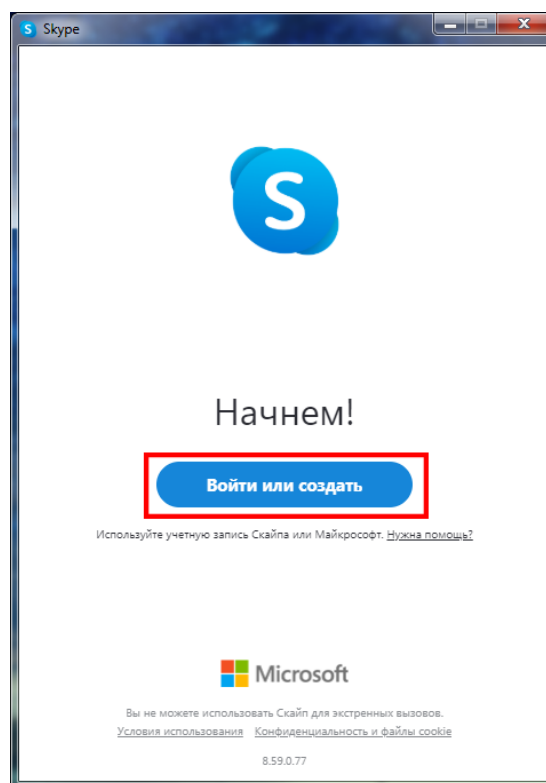 Skype
Начнем!
Войти или создать
Используйте учетную запись Скайпа или Майкрософт. Нужна помощь?
Microsoft
Вы не можете использовать Скайп для экстренных вызовов.
Условия использования Конфиденциальность и файлы cookie
8.59.0.77